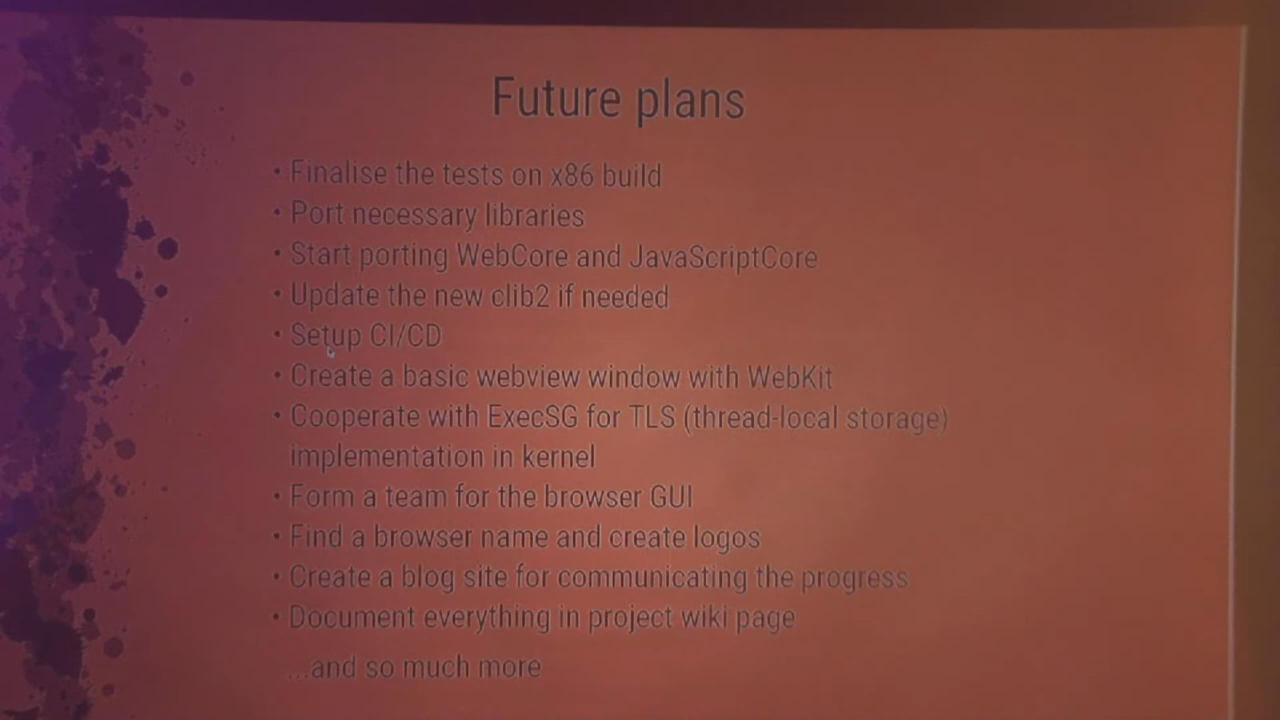 Future plans
• Finalise the tests on x86 build
• Port necessary libraries
• Start porting WebCore and JavaScriptCore
• Update the new clib2 if needed
• Setup CI/CD
• Create a basic webview window with WebKit
• Cooperate with ExecSG for TLS (thread-local storage)
implementation in kernel
• Form a team for the browser GUI
• Find a browser name and create logos
• Create a blog site for communicating the progress
• Document everything in project wiki page
...and so much more